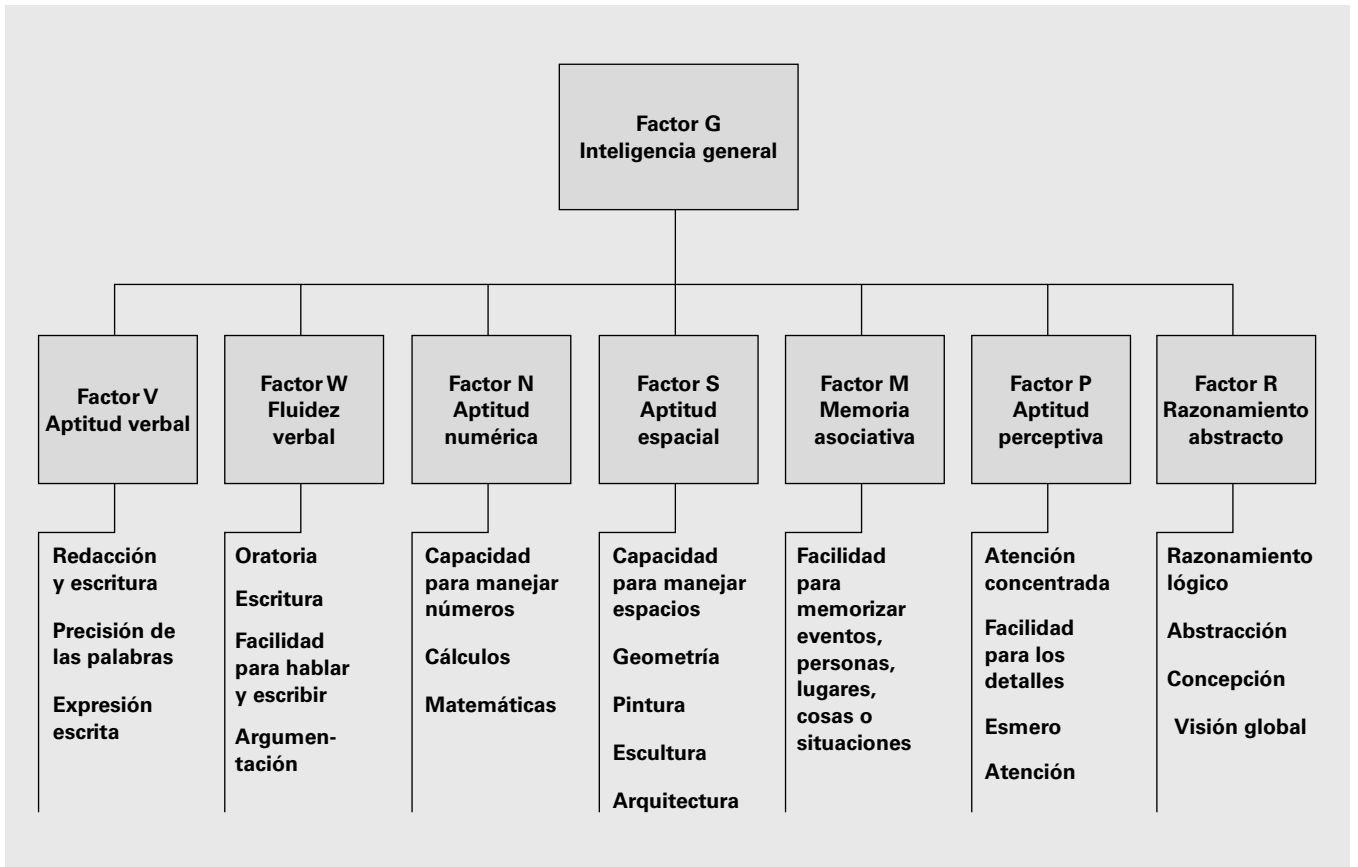 Factor G
Inteligencia general
Factor V
Aptitud verbal
Factor W
Fluidez
verbal
Factor N
Aptitud
numérica
Factor S
Aptitud
espacial
Factor M
Memoria
asociativa
Factor P
Aptitud
perceptiva
Factor R
Razonamiento
abstracto
Redacción
y escritura
Precisión de
las palabras
Expresión
escrita
Oratoria
Escritura
Facilidad
para hablar
y escribir
Argumen-
tación
Capacidad
para manejar
números
Cálculos
Matemáticas
Capacidad
para manejar
espacios
Geometría
Pintura
Escultura
Arquitectura
Facilidad
para
memorizar
eventos,
personas,
lugares,
cosas o
situaciones
Atención
concentrada
Facilidad
para los
detalles
Esmero
Atención
Razonamiento
lógico
Abstracción
Concepción
Visión global